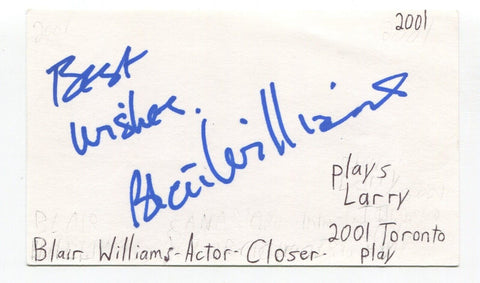 2001
Best
wishes.
Blair Williams
plays
Larry
2001 Toronto
Blair Williams-Actor-Closer- play